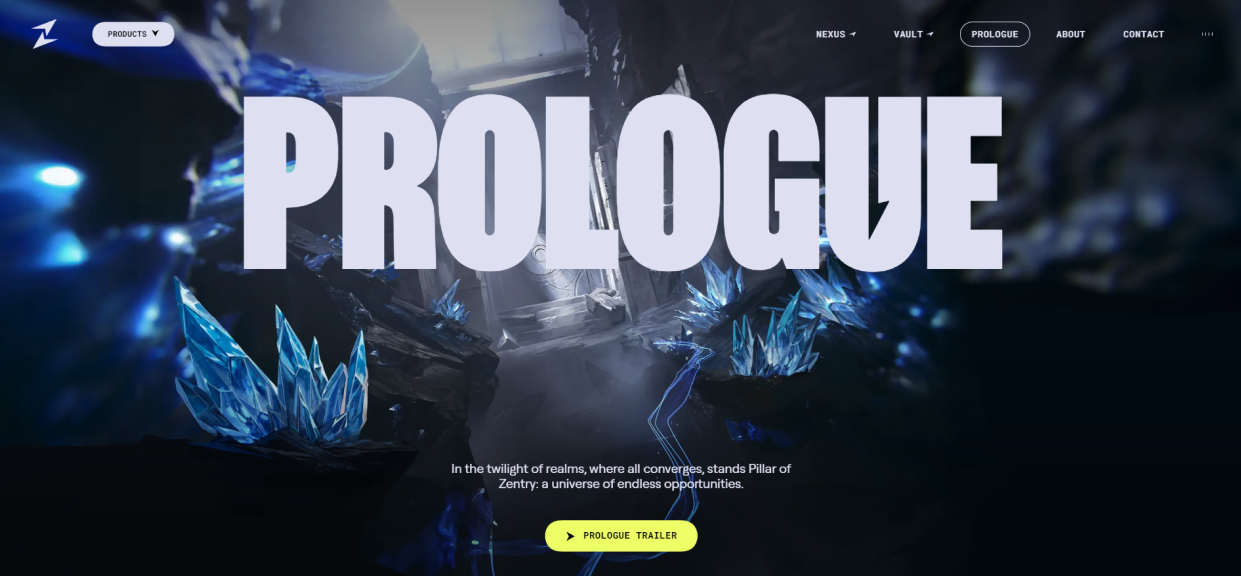 PRODUCTS
NEXUS
VAULT
PROLOGUE
ABOUT
CONTACT
PROLOGUE
In the twilight of realms, where all converges, stands Pillar of
Zentry: a universe of endless opportunities.
PROLOGUE TRAILER